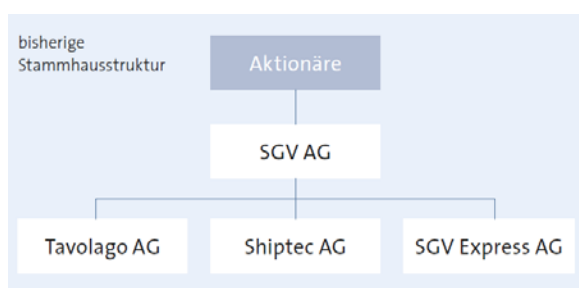 bisherige
Stammhausstruktur
Aktionäre
SGV AG
Tavolago AG
Shiptec AG
SGV Express AG